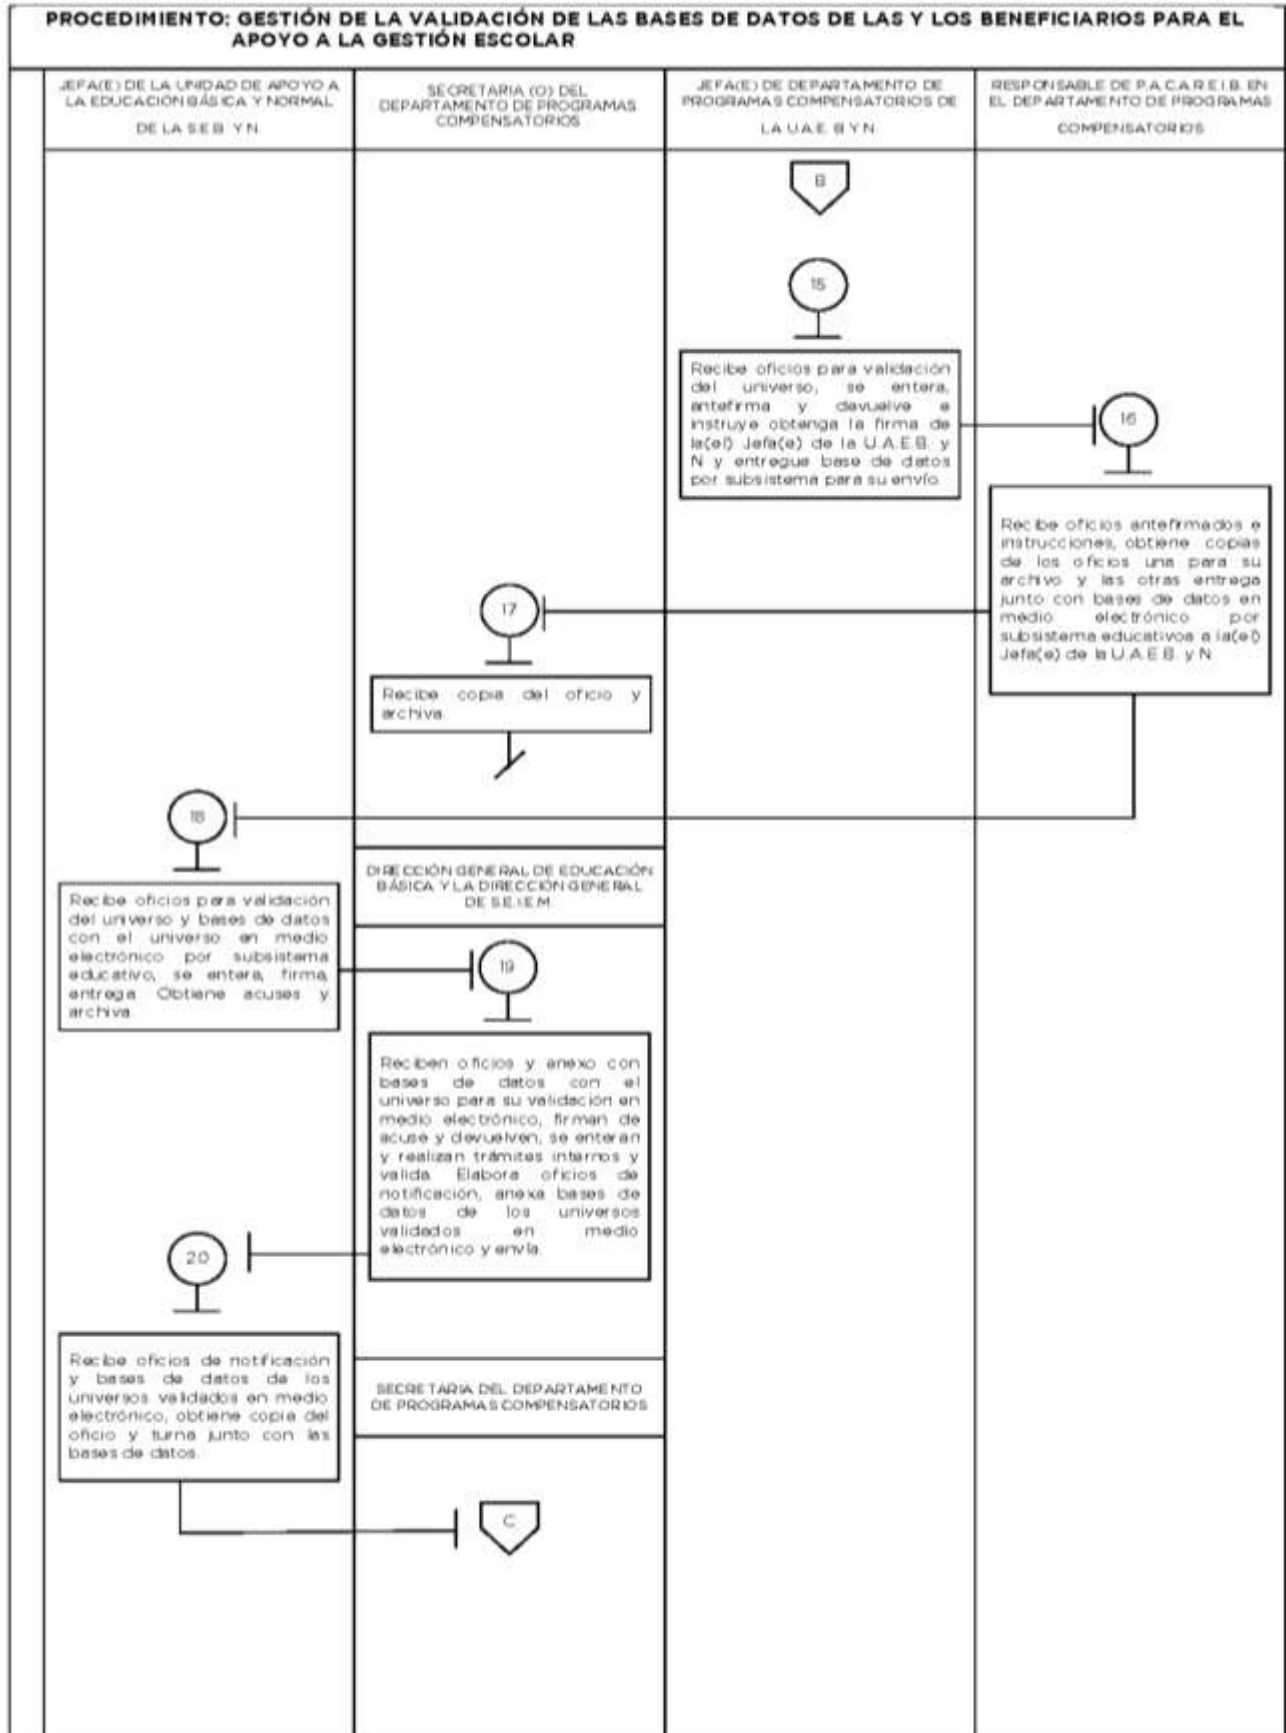 PROCEDIMIENTO: GESTIÓN DE LA VALIDACIÓN DE LAS BASES DE DATOS DE LAS Y LOS BENEFICIARIOS PARA EL
APOYO A LA GESTIÓN ESCOLAR
JEFA(E) DE LA UNIDAD DE APOYO A
LA EDUCACIÓN BÁSICA Y NORMAL
DE LA S.E.B. Y N.
SECRETARIA (O) DEL
DEPARTAMENTO DE PROGRAMAS
COMPENSATORIOS
JEFA(E) DE DEPARTAMENTO DE
PROGRAMAS COMPENSATORIOS DE
LA U.A.E. B Y N.
RESPONSABLE DE P.A.C.A.R.E.I.B. EN
EL DEPARTAMENTO DE PROGRAMAS
COMPENSATORIOS
B
15
Recibe oficios para validación
del universo, se entera,
antefirma y devuelve e
instruye obtenga la firma de
la(el) Jefa(e) de la U.A.E.B. y
N y entregue base de datos
por subsistema para su envío.
16
Recibe oficios antefirmados e
instrucciones, obtiene copias
de los oficios una para su
archivo y las otras entrega
junto con bases de datos en
medio electrónico por
subsistema educativos a la(el)
Jefa(e) de la U.A.E.B. y N
17
Recibe copia del oficio y
archiva.
18
Recibe oficios para validación
del universo y bases de datos
con el universo en medio
electrónico por subsistema
educativo, se entera, firma,
entrega. Obtiene acuses y
archiva.
DIRECCIÓN GENERAL DE EDUCACIÓN
BÁSICA Y LA DIRECCIÓN GENERAL
DE S.E.I.E.M.
19
Reciben oficios y anexo con
bases de datos con el
universo para su validación en
medio electrónico, firman de
acuse y devuelven, se enteran
y realizan trámites internos y
valida. Elabora oficios de
notificación, anexa bases de
datos de los universos
validados en medio
electrónico y envía.
20
Recibe oficios de notificación
y bases de datos de los
universos validados en medio
electrónico, obtiene copia del
oficio y turna junto con las
bases de datos.
SECRETARIA DEL DEPARTAMENTO
DE PROGRAMAS COMPENSATORIOS
C